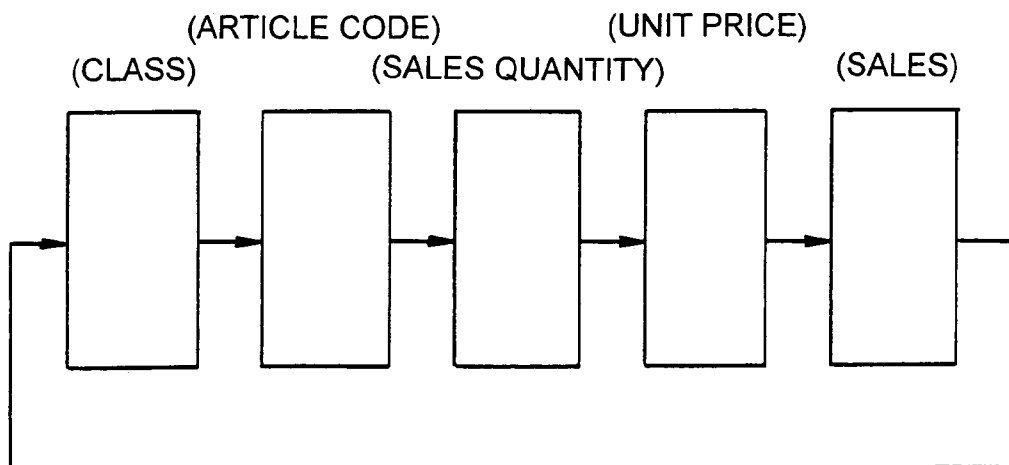 (ARTICLE CODE) (UNIT PRICE)
(CLASS) (SALES QUANTITY) (SALES)